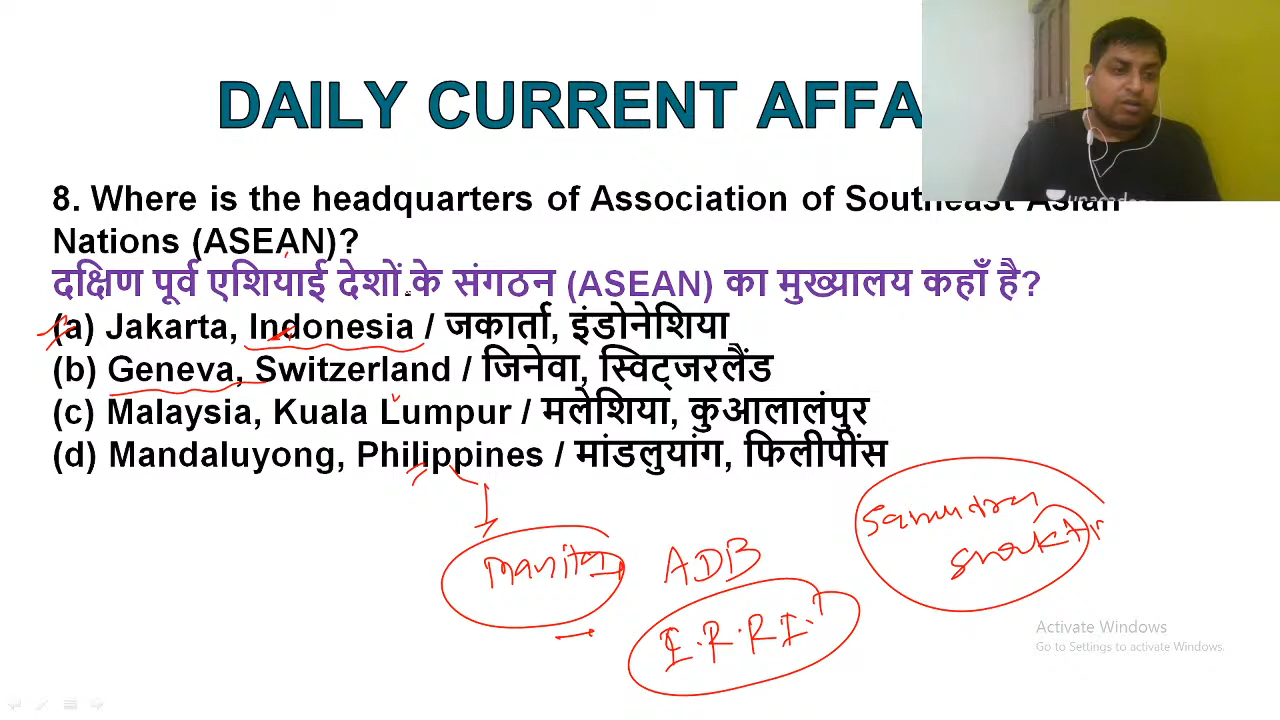 DAILY CURRENT AFFA
8. Where is the headquarters of Association of Southeast Asian
Nations (ASEAN)?
दक्षिण पूर्व एशियाई देशों के संगठन (ASEAN) का मुख्यालय कहाँ है?
(a) Jakarta, Indonesia / जकार्ता, इंडोनेशिया
(b) Geneva, Switzerland / जिनेवा, स्विट्जरलैंड
(c) Malaysia, Kuala Lumpur / मलेशिया, कुआलालंपुर
(d) Mandaluyong, Philippines / मांडलुयांग, फिलीपींस
Samudra
Shakti
Manila
ADB
I.R.R.I.
Activate Windows
Go to Settings to activate Windows.